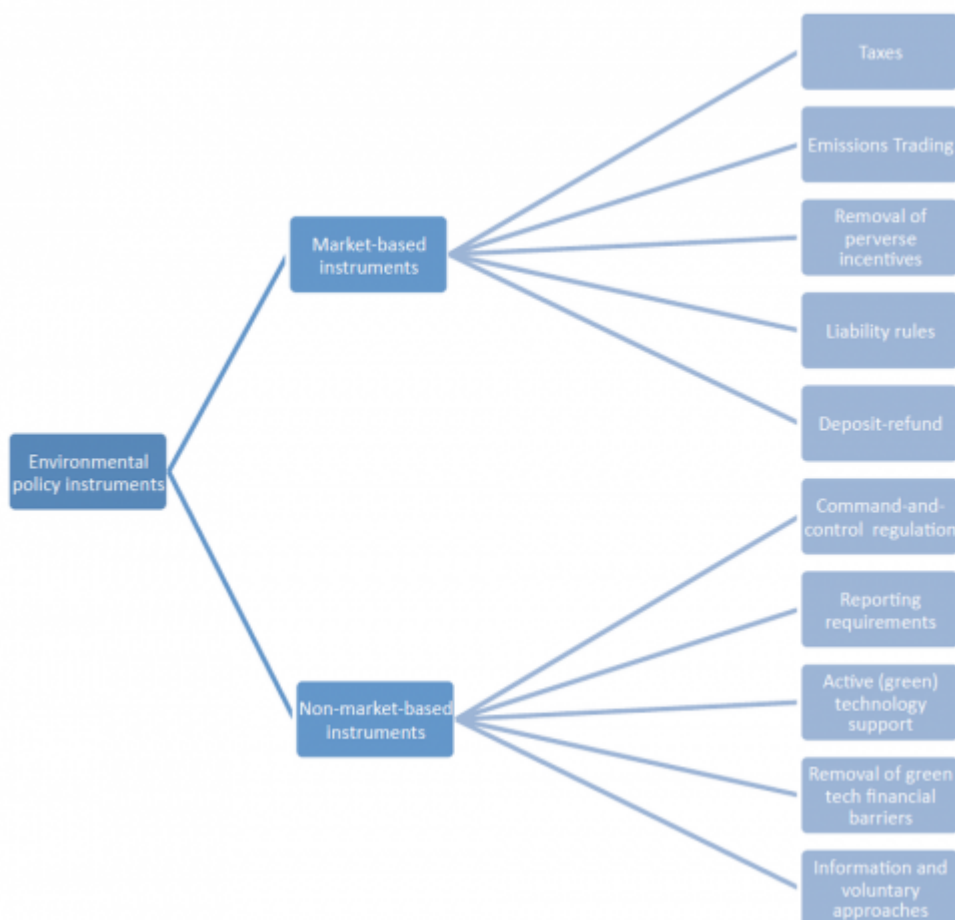 Taxes
Emissions Trading
Removal of
perverse
incentives
Market-based
instruments
Liability rules
Deposit-refund
Environmental
policy instruments
Command-and-
control regulation
Reporting
requirements
Active (green)
technology
support
Non-market-based
instruments
Removal of green
tech financial
barriers
Information and
voluntary
approaches